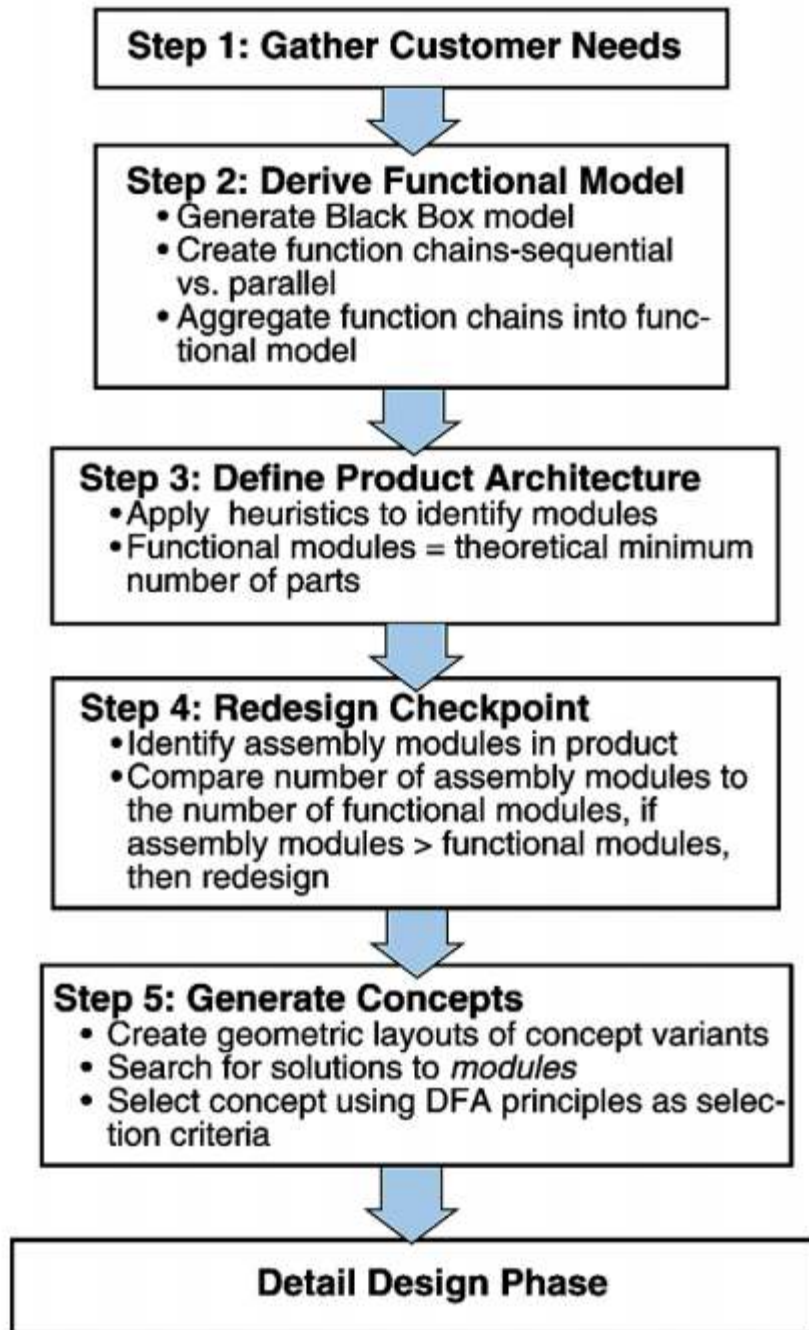 Step 1: Gather Customer Needs
Step 2: Derive Functional Model
• Generate Black Box model
• Create function chains-sequential
vs. parallel
• Aggregate function chains into func-
tional model
Step 3: Define Product Architecture
• Apply heuristics to identify modules
• Functional modules = theoretical minimum
number of parts
Step 4: Redesign Checkpoint
• Identify assembly modules in product
• Compare number of assembly modules to
the number of functional modules, if
assembly modules > functional modules,
then redesign
Step 5: Generate Concepts
• Create geometric layouts of concept variants
• Search for solutions to modules
• Select concept using DFA principles as selec-
tion criteria
Detail Design Phase